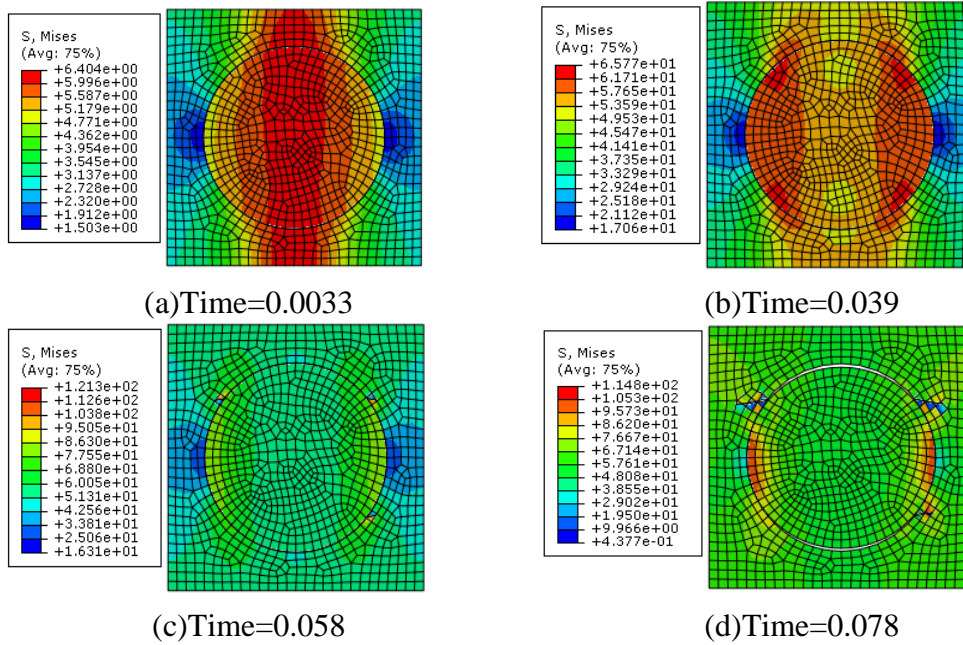 S, Mises
(Avg: 75%)
+6.404e+00
+5.996e+00
+5.587e+00
+5.179e+00
+4.771e+00
+4.362e+00
+3.954e+00
+3.545e+00
+3.137e+00
+2.728e+00
+2.320e+00
+1.912e+00
+1.503e+00
(a)Time=0.0033
S, Mises
(Avg: 75%)
+6.577e+01
+6.171e+01
+5.765e+01
+5.359e+01
+4.953e+01
+4.547e+01
+4.141e+01
+3.735e+01
+3.329e+01
+2.924e+01
+2.518e+01
+2.112e+01
+1.706e+01
(b)Time=0.039
S, Mises
(Avg: 75%)
+1.213e+02
+1.126e+02
+1.038e+02
+9.505e+01
+8.630e+01
+7.755e+01
+6.880e+01
+6.005e+01
+5.131e+01
+4.256e+01
+3.381e+01
+2.506e+01
+1.631e+01
(c)Time=0.058
S, Mises
(Avg: 75%)
+1.148e+02
+1.053e+02
+9.573e+01
+8.620e+01
+7.667e+01
+6.714e+01
+5.761e+01
+4.808e+01
+3.855e+01
+2.902e+01
+1.950e+01
+9.966e+00
+4.377e-01
(d)Time=0.078